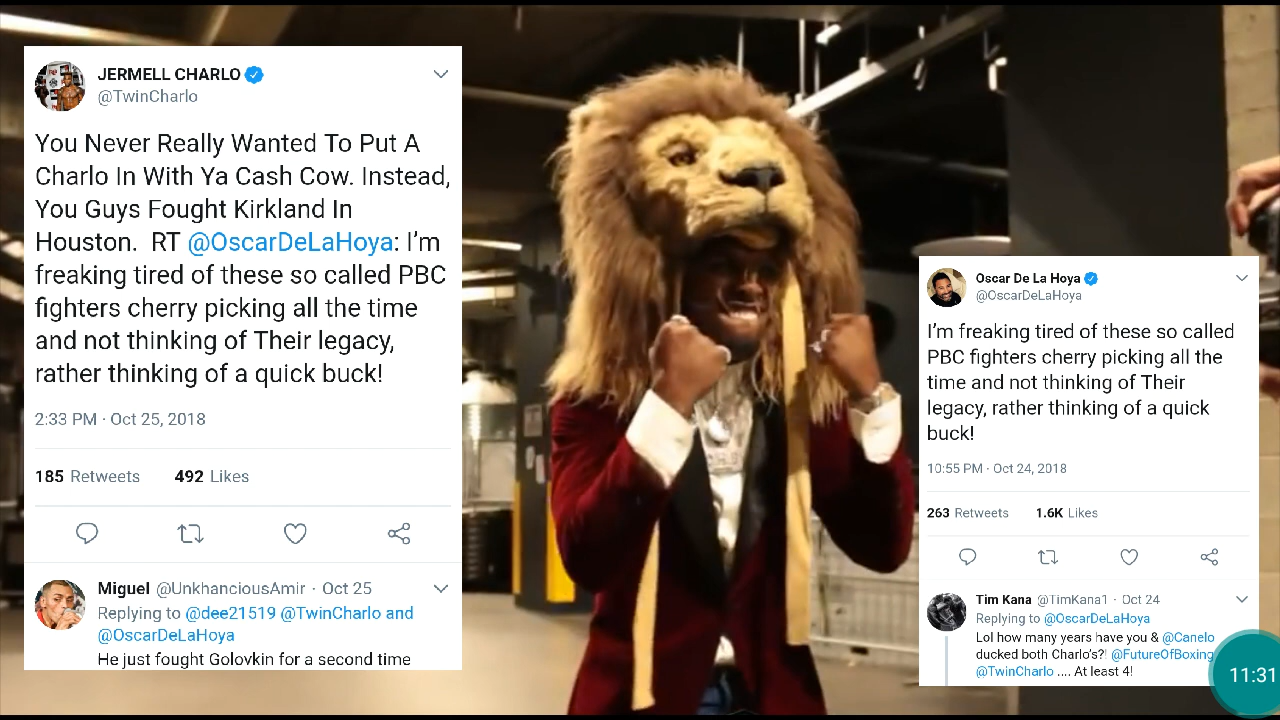 JERMELL CHARLO
@TwinCharlo
You Never Really Wanted To Put A
Charlo In With Ya Cash Cow. Instead,
You Guys Fought Kirkland In
Houston. RT @OscarDeLaHoya: I'm
freaking tired of these so called PBC
fighters cherry picking all the time
and not thinking of Their legacy,
rather thinking of a quick buck!
2:33 PM · Oct 25, 2018
185 Retweets 492 Likes
Miguel @UnkhanciousAmir · Oct 25
Replying to @dee21519 @TwinCharlo and
@OscarDeLaHoya
He just fought Golovkin for a second time
Oscar De La Hoya
@OscarDeLaHoya
I'm freaking tired of these so called
PBC fighters cherry picking all the
time and not thinking of Their
legacy, rather thinking of a quick
buck!
10:55 PM · Oct 24, 2018
263 Retweets 1.6K Likes
Tim Kana @TimKana1 · Oct 24
Replying to @OscarDeLaHoya
Lol how many years have you & @Canelo
ducked both Charlo's?! @FutureOfBoxing
@TwinCharlo .... At least 4!
11:31